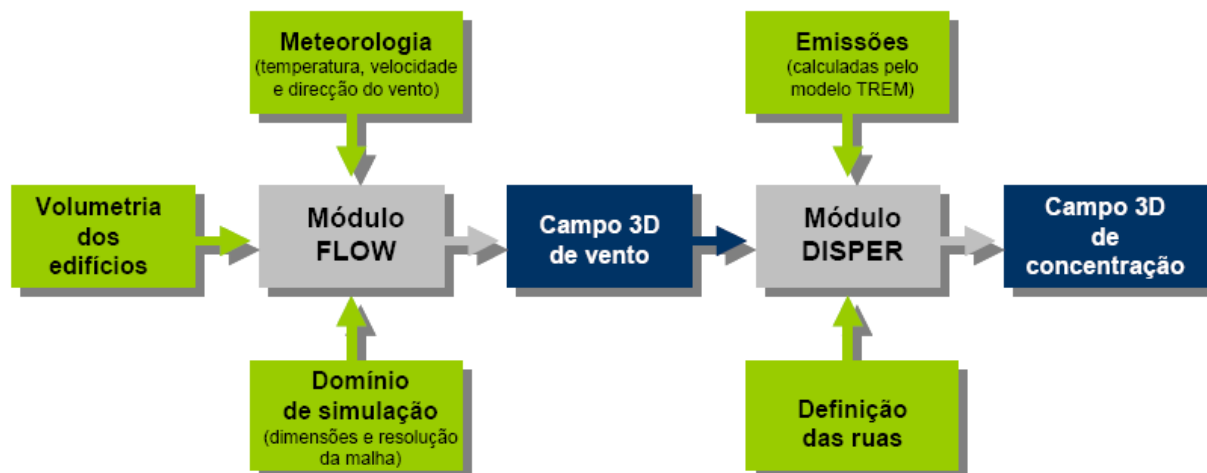 Meteorologia
(temperatura, velocidade
e direcção do vento)
Emissões
(calculadas pelo
modelo TREM)
Volumetria
dos
edifícios
Módulo
FLOW
Campo 3D
de vento
Módulo
DISPER
Campo 3D
de
concentração
Domínio
de simulação
(dimensões e resolução
da malha)
Definição
das ruas